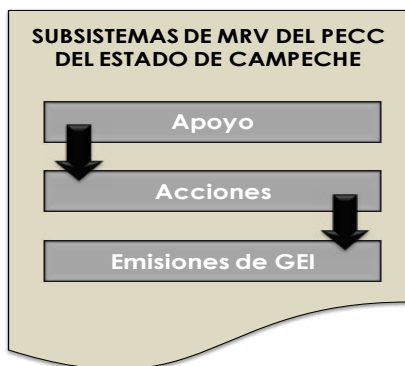 SUBSISTEMAS DE MRV DEL PECC
DEL ESTADO DE CAMPECHE
Apoyo
Acciones
Emisiones de GEI